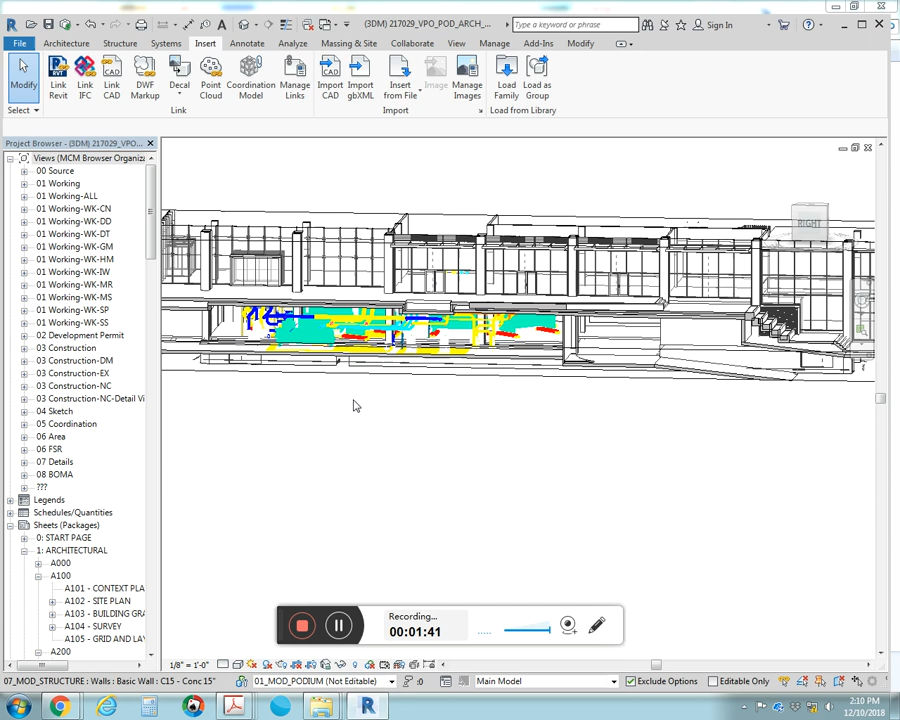 (3DM) 217029_VPO_POD_ARCH_...
Type a keyword or phrase
Sign In
File Architecture Structure Systems Insert Annotate Analyze Massing & Site Collaborate View Manage Add-Ins Modify
Modify
Link Revit
Link IFC
Link CAD
DWF Markup
Decal
Point Cloud
Coordination Model
Manage Links
Import CAD
Import gbXML
Insert from File
Image
Manage Images
Load Family
Load as Group
Select
Link
Import
Load from Library
Project Browser - (3DM) 217029_VPO...
Views (MCM Browser Organiza
00 Source
01 Working
01 Working-ALL
01 Working-WK-CN
01 Working-WK-DD
01 Working-WK-DT
01 Working-WK-GM
01 Working-WK-HM
01 Working-WK-IW
01 Working-WK-MR
01 Working-WK-MS
01 Working-WK-SP
01 Working-WK-SS
02 Development Permit
03 Construction
03 Construction-DM
03 Construction-EX
03 Construction-NC
03 Construction-NC-Detail Vi
04 Sketch
05 Coordination
06 Area
06 FSR
07 Details
08 BOMA
???
Legends
Schedules/Quantities
Sheets (Packages)
0: START PAGE
1: ARCHITECTURAL
A000
A100
A101 - CONTEXT PLA
A102 - SITE PLAN
A103 - BUILDING GRA
A104 - SURVEY
A105 - GRID AND LAY
A200
RIGHT
Recording...
00:01:41
1/8" = 1'-0"
07_MOD_STRUCTURE : Walls : Basic Wall : C15 - Conc 15"
01_MOD_PODIUM (Not Editable)
:0
Main Model
Exclude Options
Editable Only
2:10 PM
12/10/2018